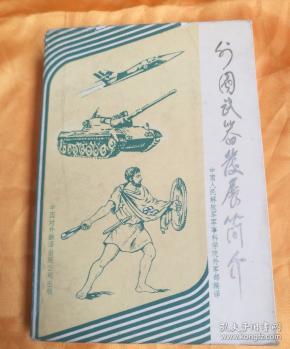 外国武器发展简介
中国人民解放军军事科学院外军部编译
中国对外翻译出版公司出版
孔夫子旧书网